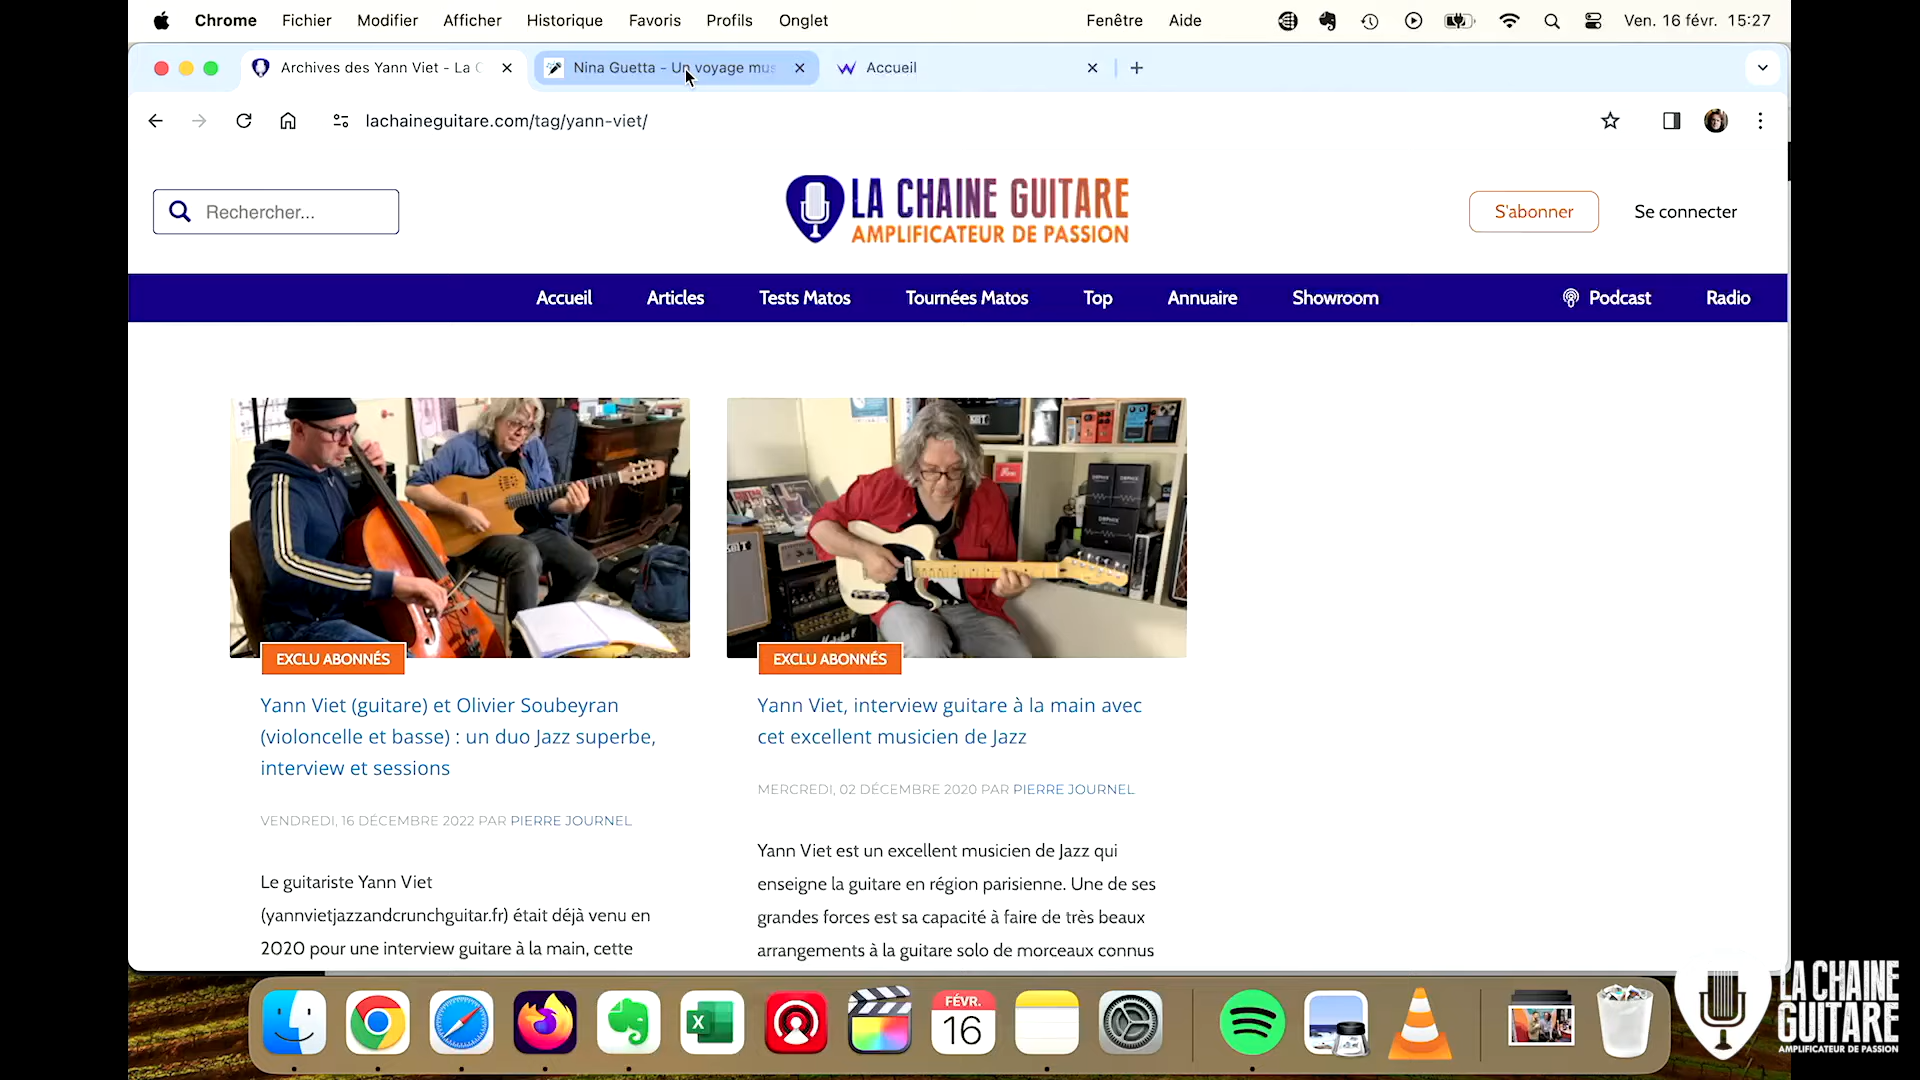 Chrome Fichier Modifier Afficher Historique Favoris Profils Onglet Fenêtre Aide Ven. 16 févr. 15:27
Archives des Yann Viet - La Nina Guetta - Un voyage mus Accueil
lachaineguitare.com/tag/yann-viet/
Rechercher...
LA CHAINE GUITARE
AMPLIFICATEUR DE PASSION
S'abonner
Se connecter
Accueil Articles Tests Matos Tournées Matos Top Annuaire Showroom Podcast Radio
EXCLU ABONNÉS
Yann Viet (guitare) et Olivier Soubeyran
(violoncelle et basse) : un duo Jazz superbe,
interview et sessions
VENDREDI, 16 DÉCEMBRE 2022 PAR PIERRE JOURNEL
Le guitariste Yann Viet
(yannvietjazzandcrunchguitar.fr) était déjà venu en
2020 pour une interview guitare à la main, cette
EXCLU ABONNÉS
Yann Viet, interview guitare à la main avec
cet excellent musicien de Jazz
MERCREDI, 02 DÉCEMBRE 2020 PAR PIERRE JOURNEL
Yann Viet est un excellent musicien de Jazz qui
enseigne la guitare en région parisienne. Une de ses
grandes forces est sa capacité à faire de très beaux
arrangements à la guitare solo de morceaux connus
FÉVR.
16
LA CHAINE
GUITARE
AMPLIFICATEUR DE PASSION